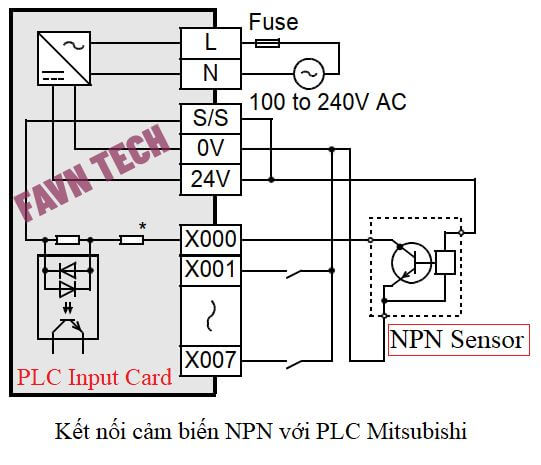 Fuse
L
N
100 to 240V AC
S/S
0V
24V
FAVN TECH
*
X000
X001
X007
NPN Sensor
PLC Input Card
Kết nối cảm biến NPN với PLC Mitsubishi